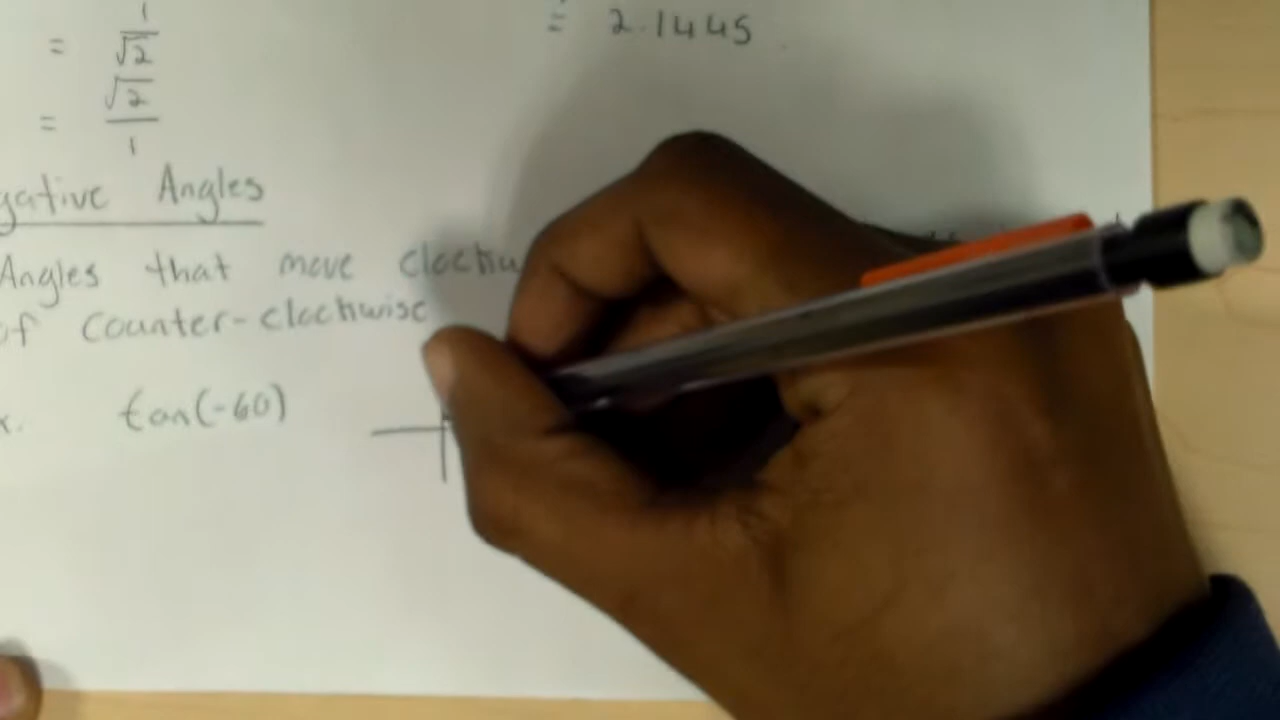 = 1/√2
= √2/1
≐ 2.1445
gative Angles
Angles that move clockw
of counter-clockwise
x. tan(-60)